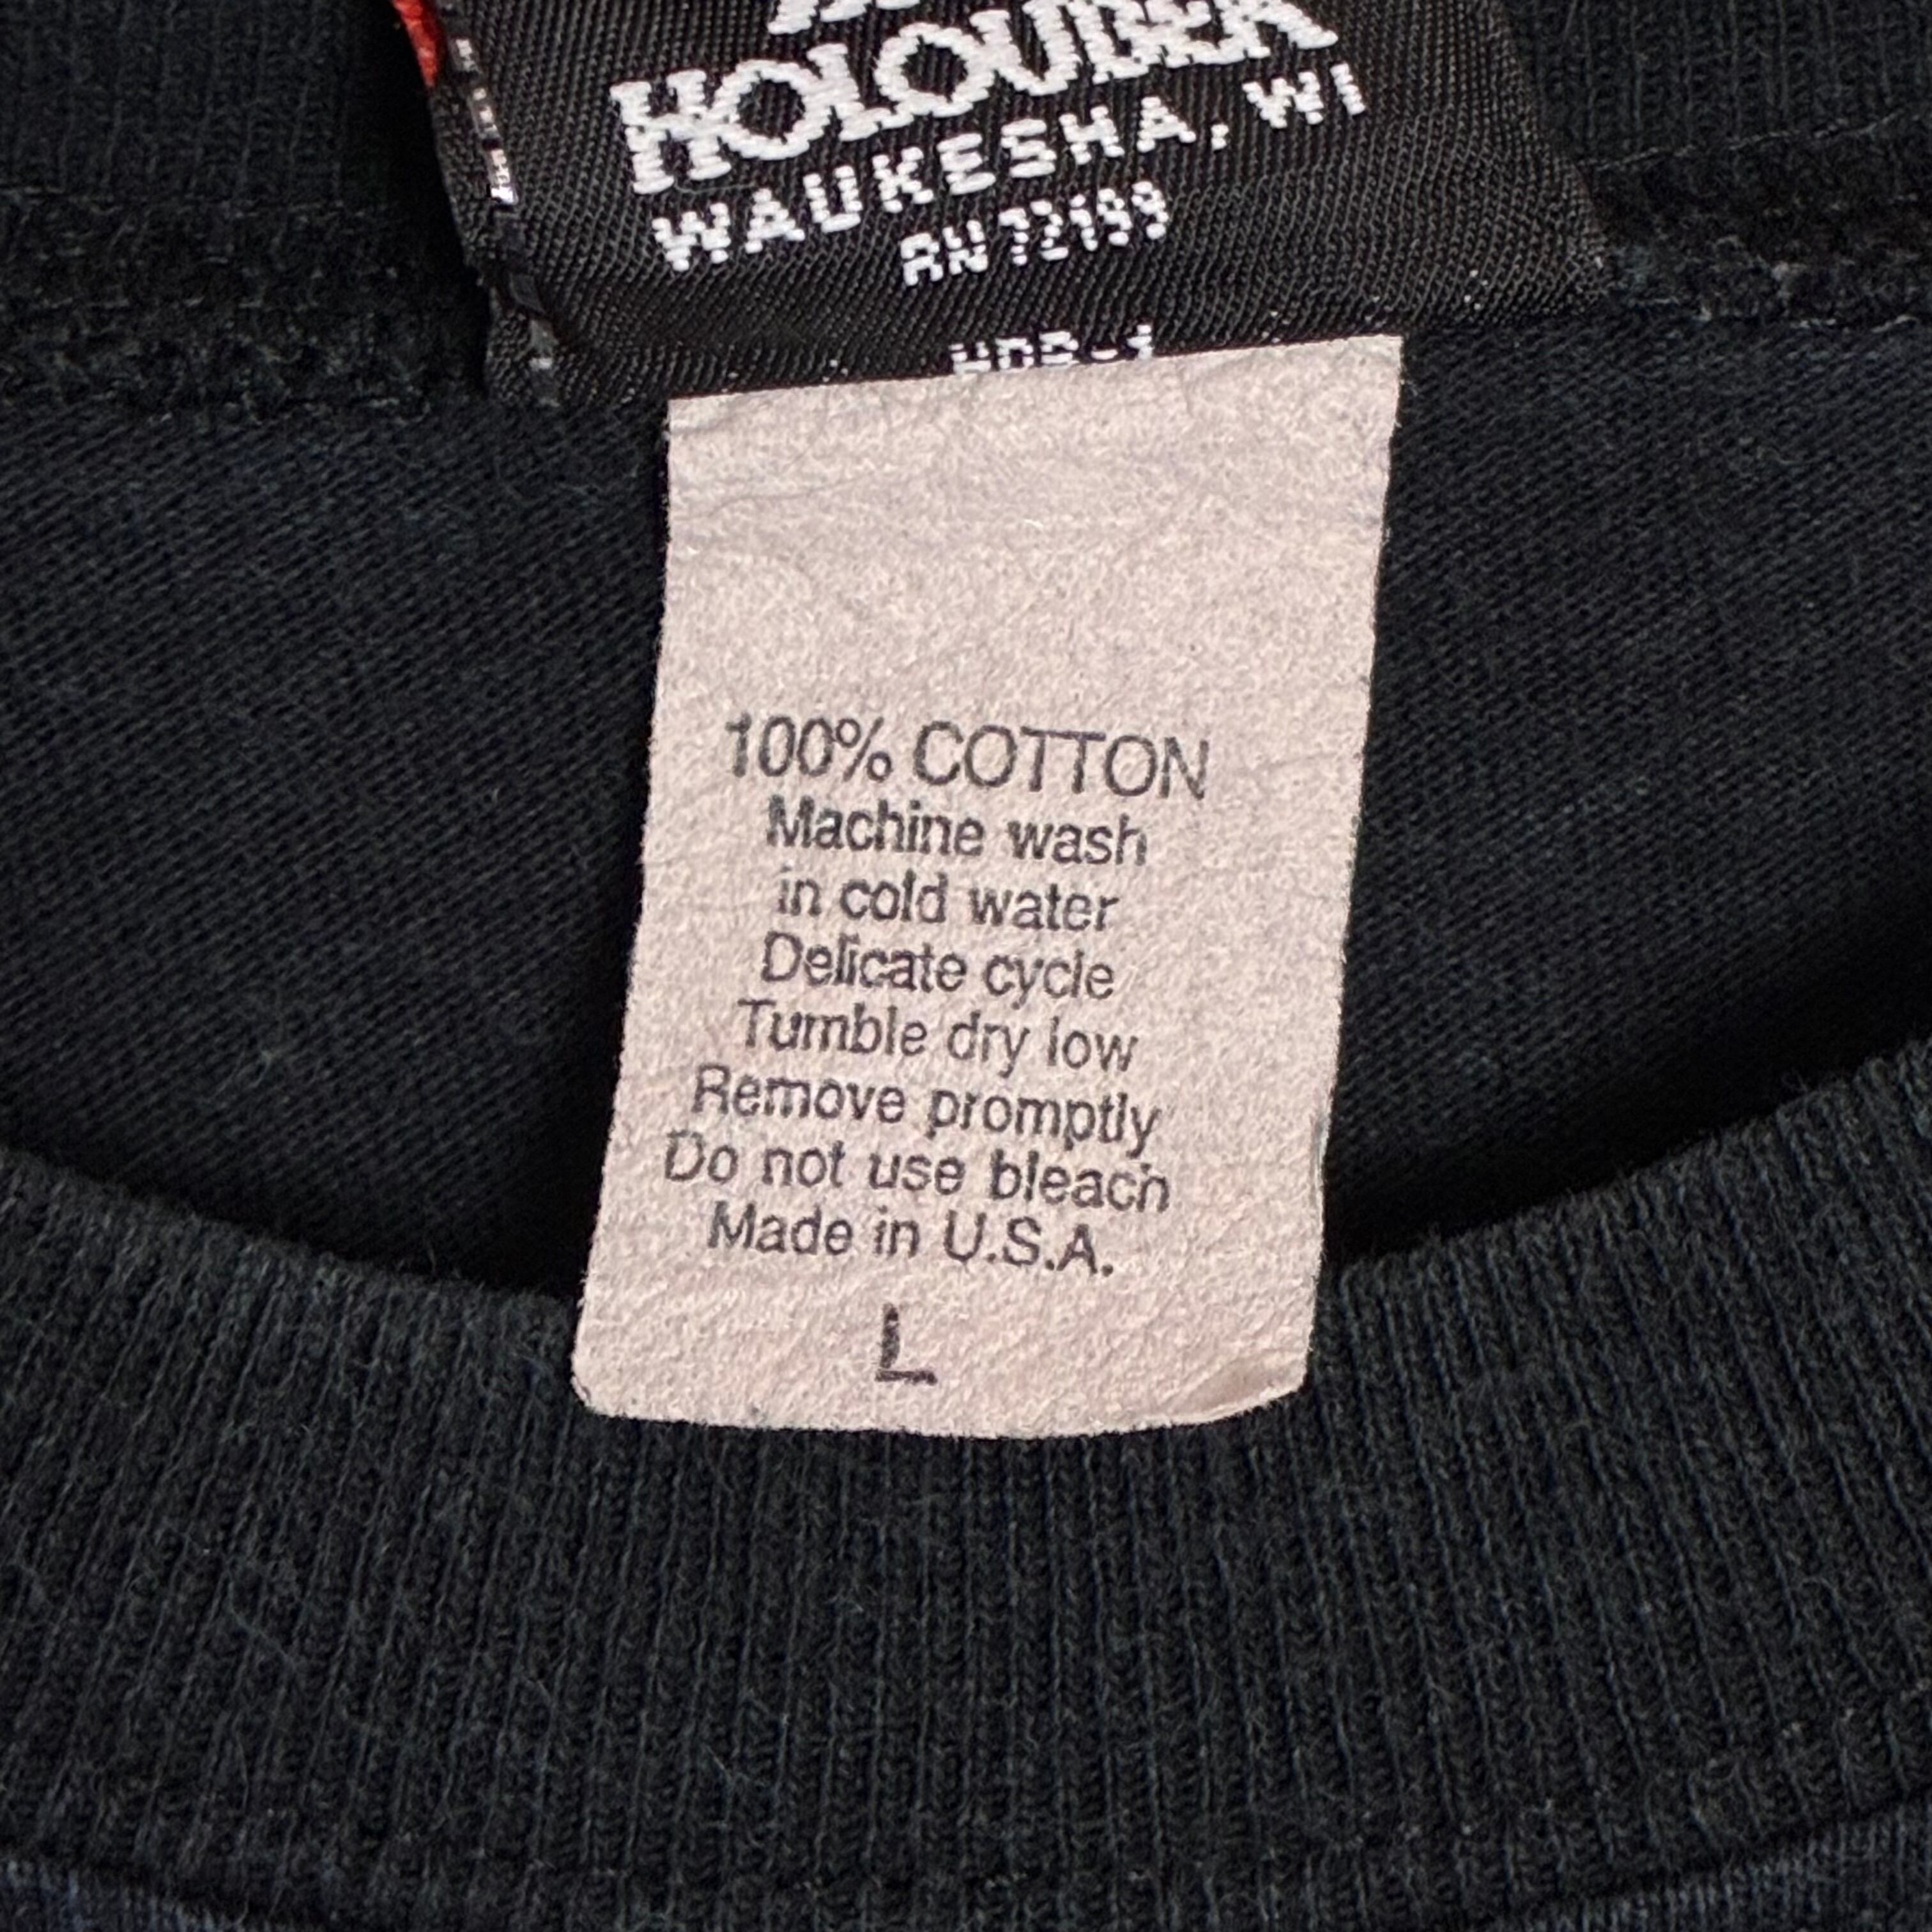 HOLOUBEK
WAUKESHA, WI
RN 72199
100% COTTON
Machine wash
in cold water
Delicate cycle
Tumble dry low
Remove promptly
Do not use bleach
Made in U.S.A.
L